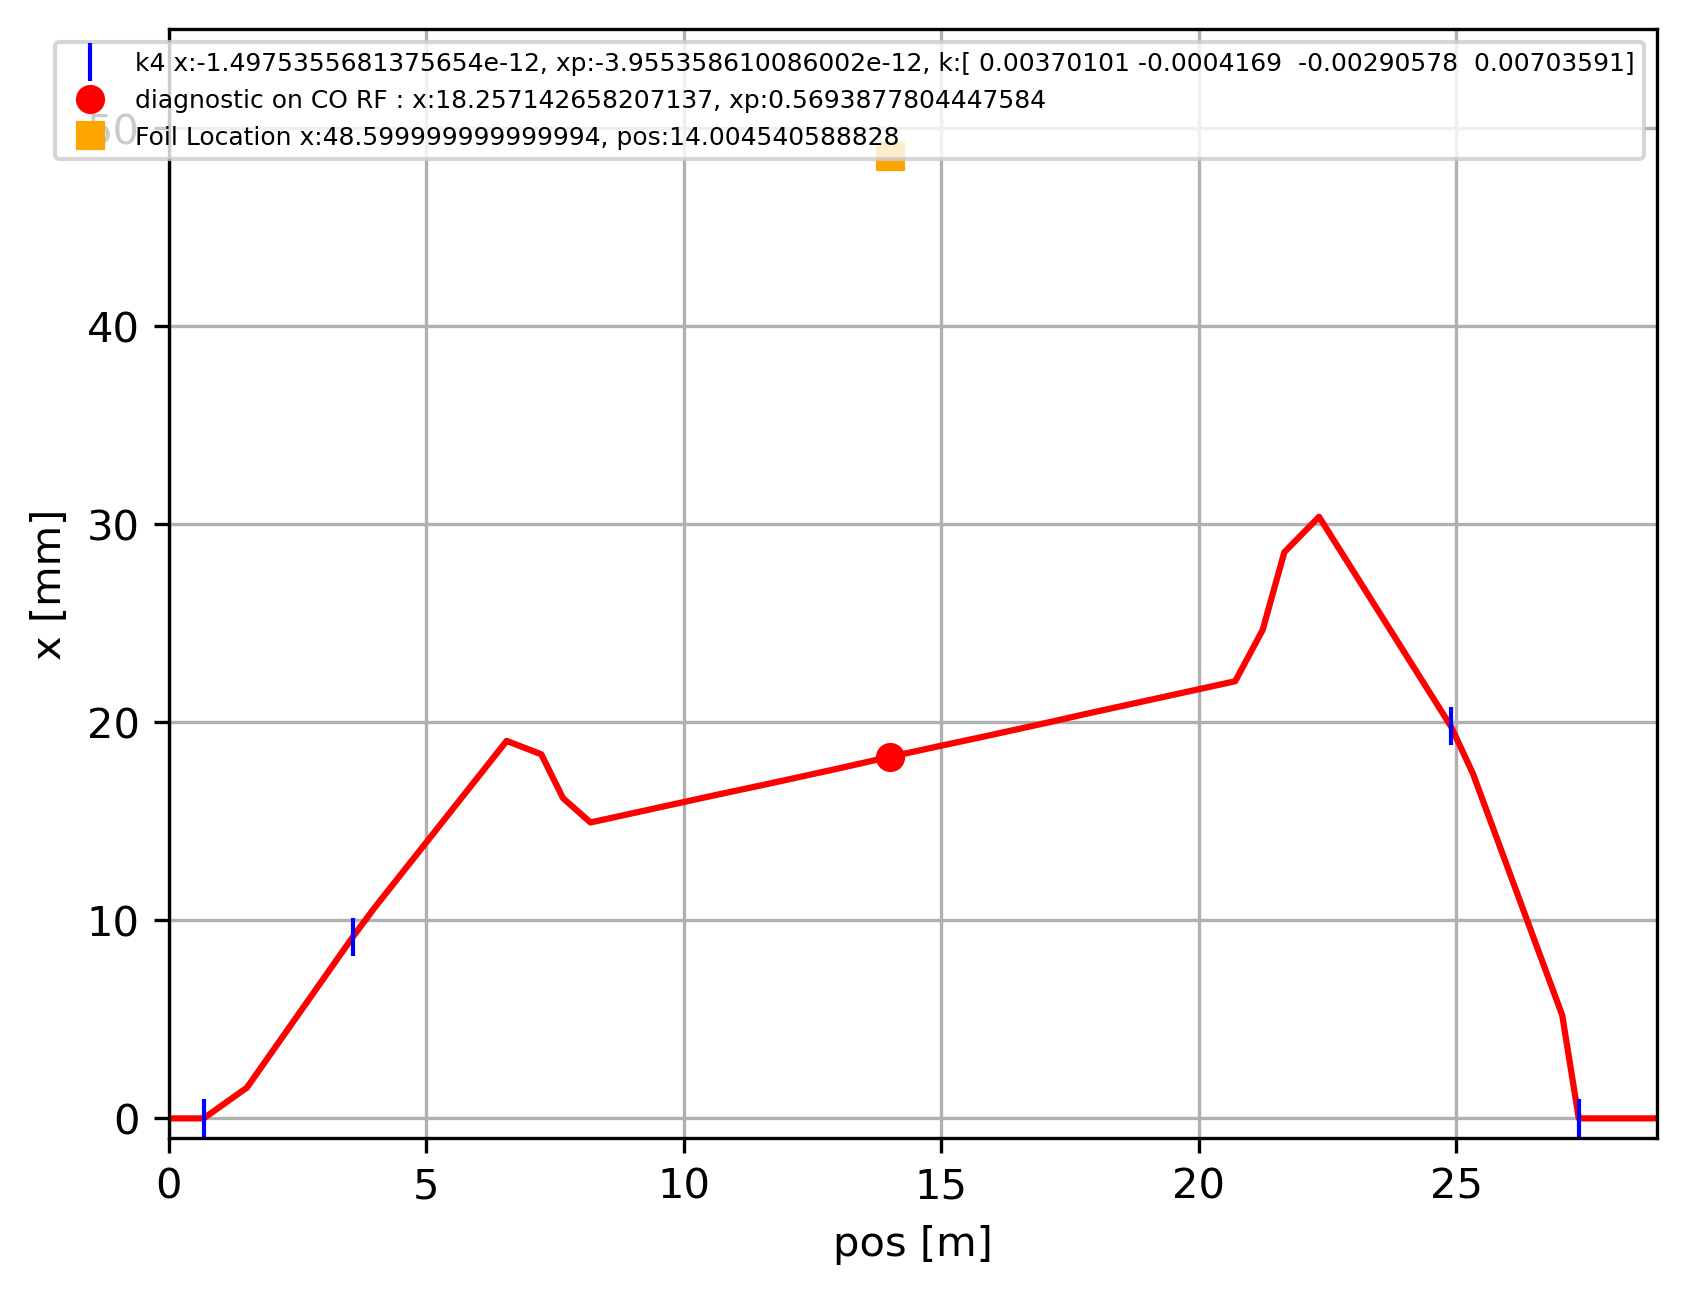 k4 x:-1.4975355681375654e-12, xp:-3.955358610086002e-12, k:[ 0.00370101 -0.0004169  -0.00290578  0.00703591]
diagnostic on CO RF : x:18.257142658207137, xp:0.5693877804447584
Foil Location x:48.599999999999994, pos:14.004540588828
50
40
30
20
10
0
x [mm]
0 5 10 15 20 25
pos [m]